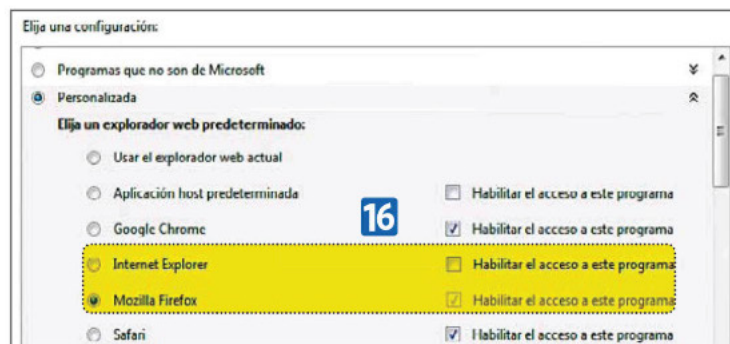 Elija una configuración:
Programas que no son de Microsoft
Personalizada
Elija un explorador web predeterminado:
Usar el explorador web actual
Aplicación host predeterminada Habilitar el acceso a este programa
16
Google Chrome Habilitar el acceso a este programa
Internet Explorer Habilitar el acceso a este programa
Mozilla Firefox Habilitar el acceso a este programa
Safari Habilitar el acceso a este programa